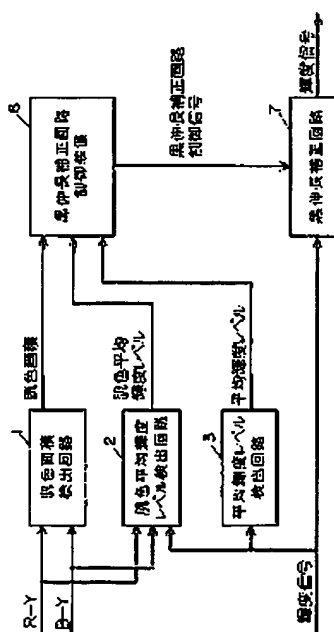 R-Y
B-Y
輝度信号
1
肌色面積
検出回路
2
肌色平均輝度
レベル検出回路
3
平均輝度レベル
検出回路
肌色面積
肌色平均
輝度レベル
平均輝度レベル
黒伸長補正回路
制御装置
黒伸長補正回路
制御信号
7
黒伸長補正回路
輝度信号